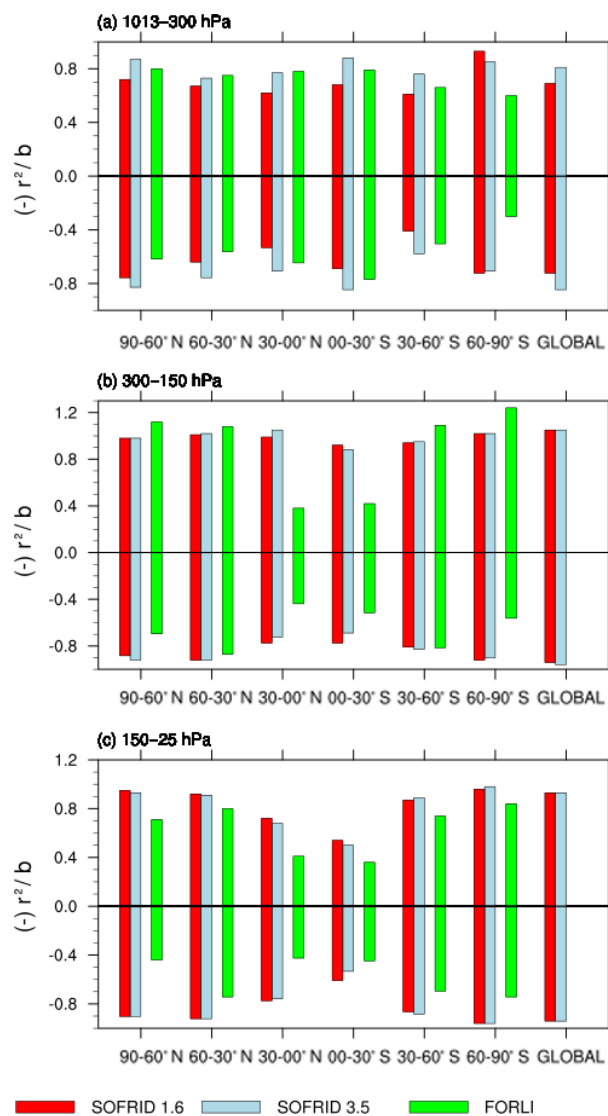 (a) 1013–300 hPa
0.8
0.4
0.0
-0.4
-0.8
(-) r² / b
90-60° N 60-30° N 30-00° N 00-30° S 30-60° S 60-90° S GLOBAL
(b) 300–150 hPa
1.2
0.8
0.4
0.0
-0.4
-0.8
(-) r² / b
90-60° N 60-30° N 30-00° N 00-30° S 30-60° S 60-90° S GLOBAL
(c) 150–25 hPa
1.2
0.8
0.4
0.0
-0.4
-0.8
(-) r² / b
90-60° N 60-30° N 30-00° N 00-30° S 30-60° S 60-90° S GLOBAL
SOFRID 1.6 SOFRID 3.5 FORLI